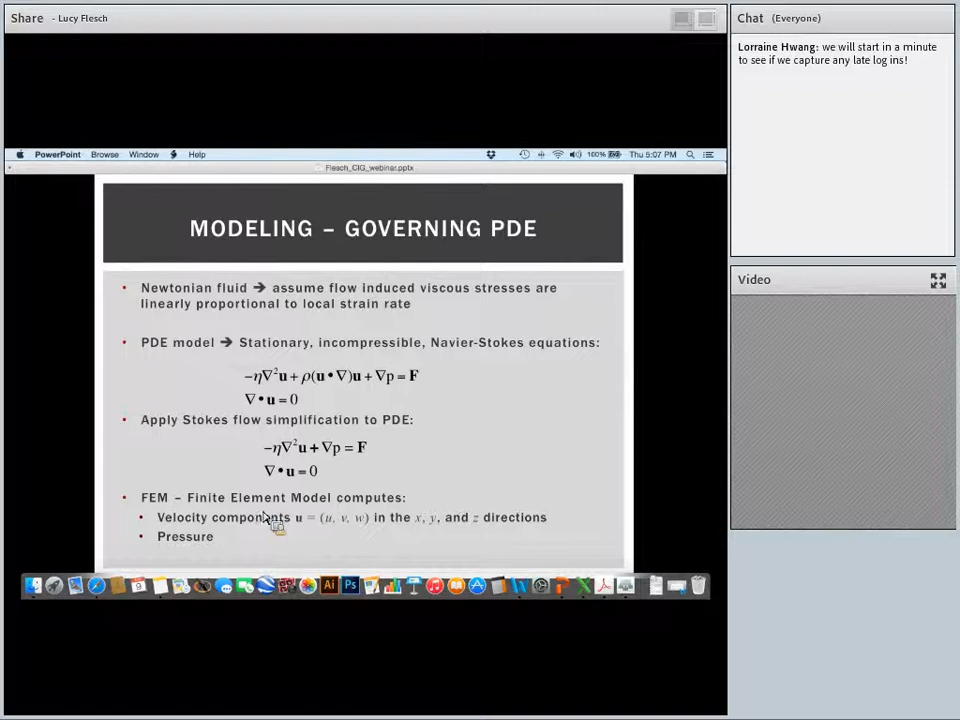 Share - Lucy Flesch
Chat (Everyone)
Lorraine Hwang: we will start in a minute
to see if we capture any late log ins!
Video
PowerPoint Browse Window Help 100% Thu 5:07 PM
Flesch_CIG_webinar.pptx
MODELING – GOVERNING PDE
• Newtonian fluid ➔ assume flow induced viscous stresses are
linearly proportional to local strain rate
• PDE model ➔ Stationary, incompressible, Navier-Stokes equations:
−η∇²u + ρ(u•∇)u + ∇p = F
∇•u = 0
• Apply Stokes flow simplification to PDE:
−η∇²u + ∇p = F
∇•u = 0
• FEM – Finite Element Model computes:
• Velocity components u = (u, v, w) in the x, y, and z directions
• Pressure
9
Ai
Ps